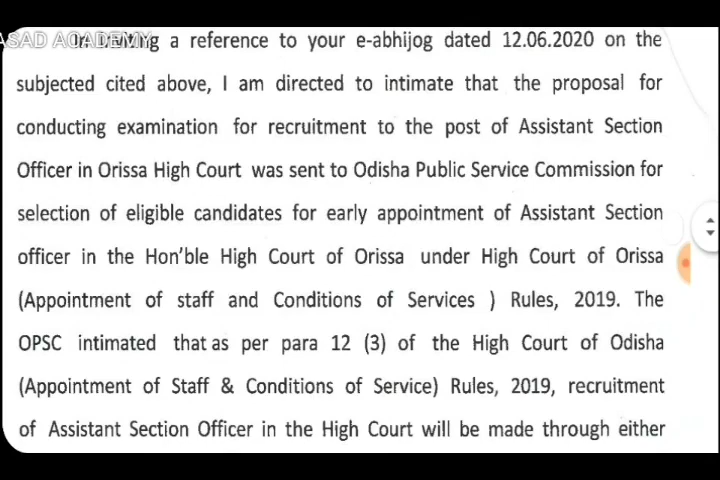 ASAD ACADEMY
In inviting a reference to your e-abhijog dated 12.06.2020 on the
subjected cited above, I am directed to intimate that the proposal for
conducting examination for recruitment to the post of Assistant Section
Officer in Orissa High Court was sent to Odisha Public Service Commission for
selection of eligible candidates for early appointment of Assistant Section
officer in the Hon'ble High Court of Orissa under High Court of Orissa
(Appointment of staff and Conditions of Services ) Rules, 2019. The
OPSC intimated that as per para 12 (3) of the High Court of Odisha
(Appointment of Staff & Conditions of Service) Rules, 2019, recruitment
of Assistant Section Officer in the High Court will be made through either